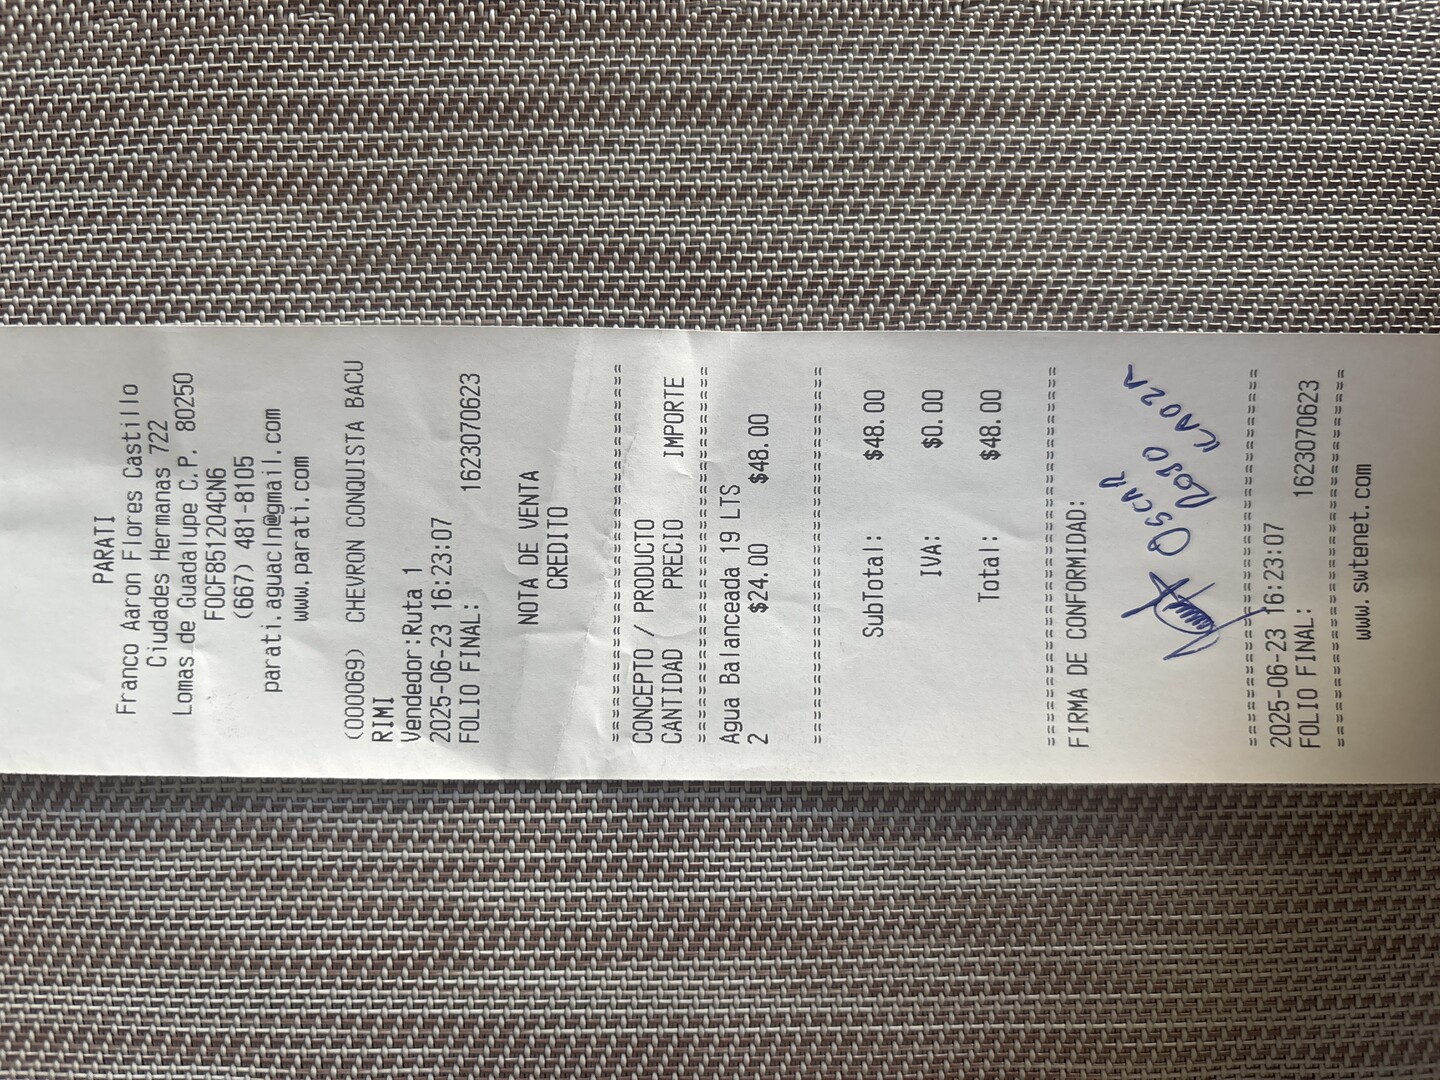 PARATI
Franco Aaron Flores Castillo
Ciudades Hermanas 722
Lomas de Guadalupe C.P. 80250
FOCF851204CN6
(667) 481-8105
parati.aguacln@gmail.com
www.parati.com
(000069) CHEVRON CONQUISTA BACU
RIMI
Vendedor:Ruta 1
2025-06-23 16:23:07
FOLIO FINAL: 1623070623
NOTA DE VENTA
CREDITO
===============================
CONCEPTO / PRODUCTO
CANTIDAD PRECIO IMPORTE
===============================
Agua Balanceada 19 LTS
2 $24.00 $48.00
===============================
SubTotal: $48.00
IVA: $0.00
Total: $48.00
===============================
FIRMA DE CONFORMIDAD:
OSCAR
ROJO
===============================
2025-06-23 16:23:07
FOLIO FINAL: 1623070623
===============================
www.swtenet.com